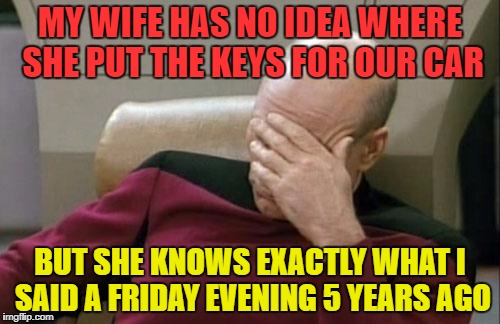 MY WIFE HAS NO IDEA WHERE
SHE PUT THE KEYS FOR OUR CAR
BUT SHE KNOWS EXACTLY WHAT I
SAID A FRIDAY EVENING 5 YEARS AGO
imgflip.com